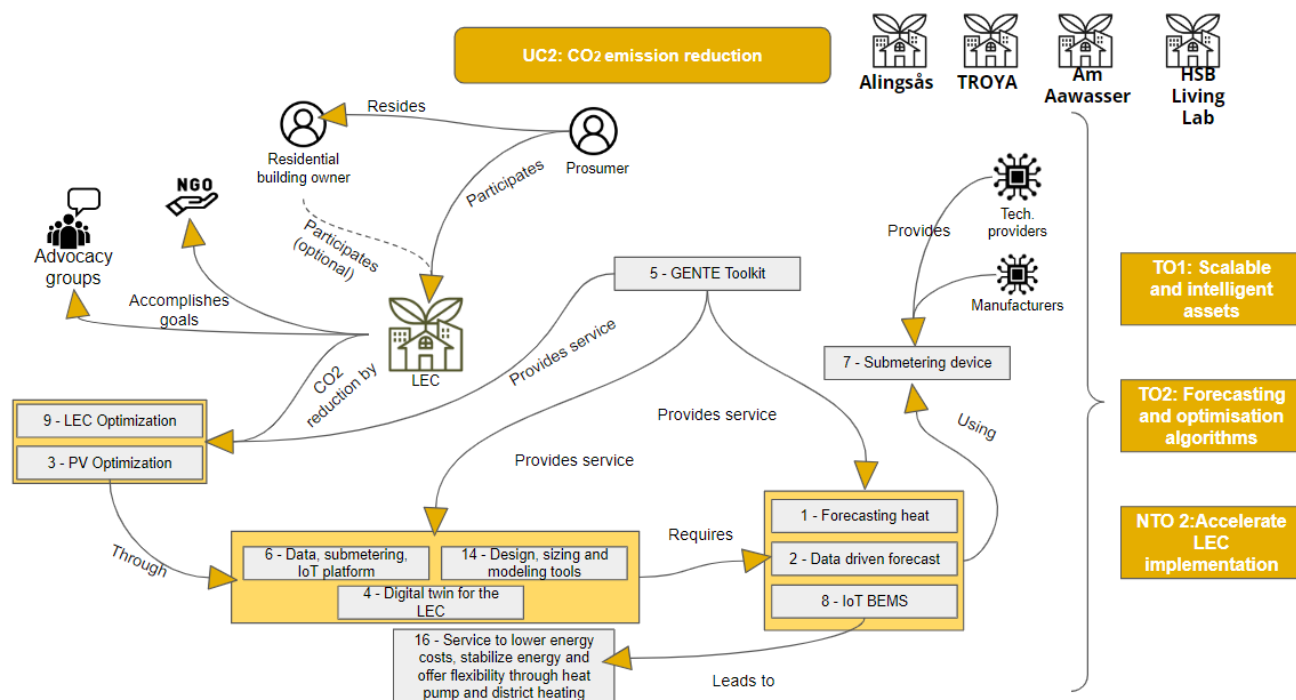 UC2: CO2 emission reduction
Alingsås
TROYA
Am
Aawasser
HSB
Living
Lab
Resides
Residential
building owner
Prosumer
NGO
Participates
Participates
(optional)
Advocacy
groups
Accomplishes
goals
Tech.
providers
Provides
Manufacturers
5 - GENTE Toolkit
TO1: Scalable
and intelligent
assets
7 - Submetering device
LEC
CO2
reduction by
Provides service
Provides service
Provides service
Using
9 - LEC Optimization
3 - PV Optimization
TO2: Forecasting
and optimisation
algorithms
Through
6 - Data, submetering,
IoT platform
14 - Design, sizing and
modeling tools
4 - Digital twin for the
LEC
Requires
1 - Forecasting heat
2 - Data driven forecast
8 - IoT BEMS
NTO 2:Accelerate
LEC
implementation
16 - Service to lower energy
costs, stabilize energy and
offer flexibility through heat
pump and district heating
Leads to